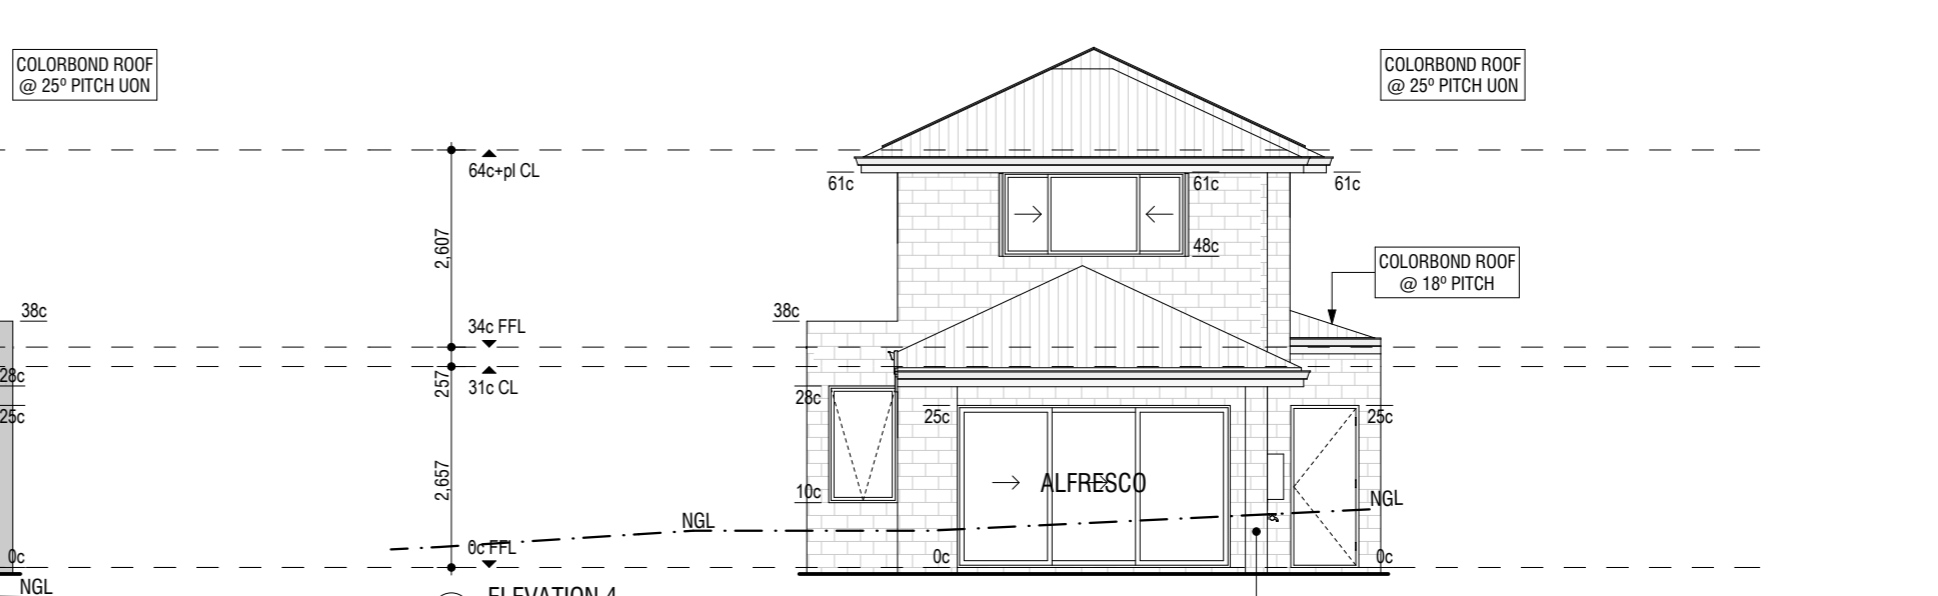 COLORBOND ROOF
@ 25º PITCH UON
COLORBOND ROOF
@ 25º PITCH UON
64c+pl CL
61c
61c
61c
2,607
48c
COLORBOND ROOF
@ 18º PITCH
38c
38c
34c FFL
28c
257
31c CL
28c
25c
25c
25c
2,657
10c
ALFRESCO
NGL
NGL
0c
0c FFL
0c
0c
NGL
ELEVATION 4